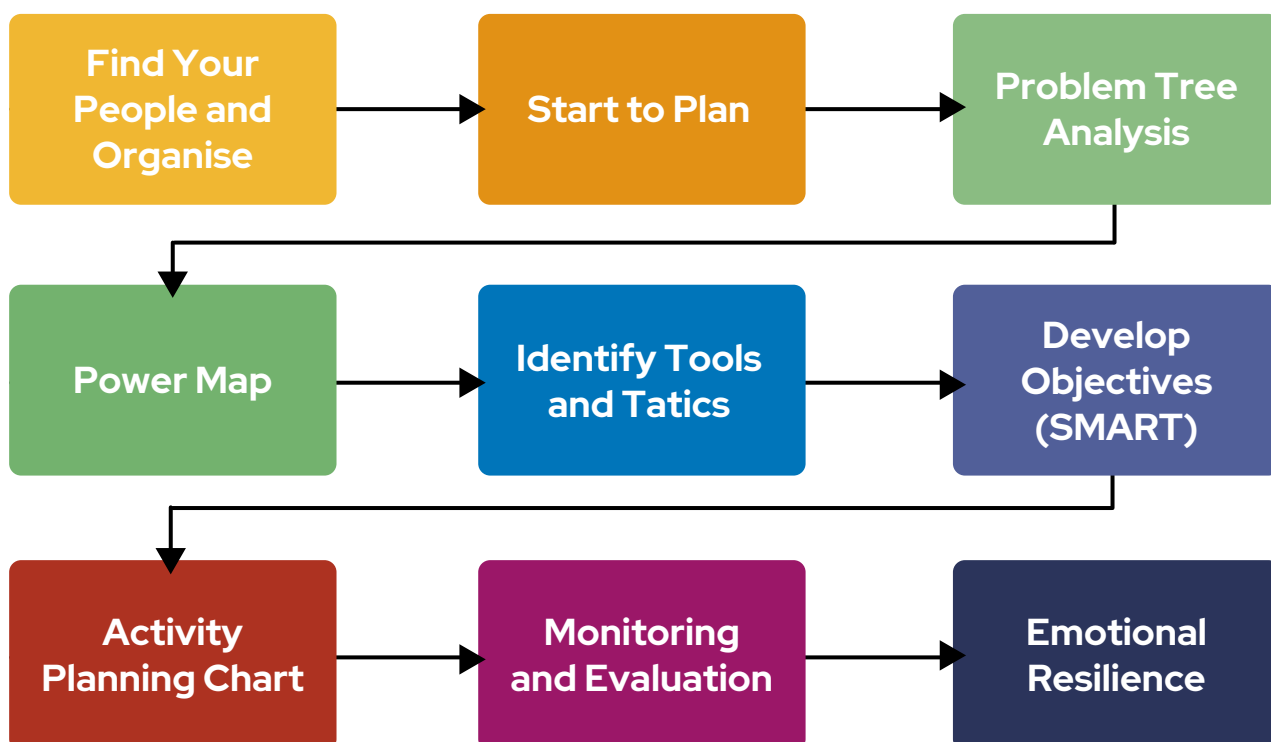 Find Your
People and
Organise
Start to Plan
Problem Tree
Analysis
Power Map
Identify Tools
and Tatics
Develop
Objectives
(SMART)
Activity
Planning Chart
Monitoring
and Evaluation
Emotional
Resilience